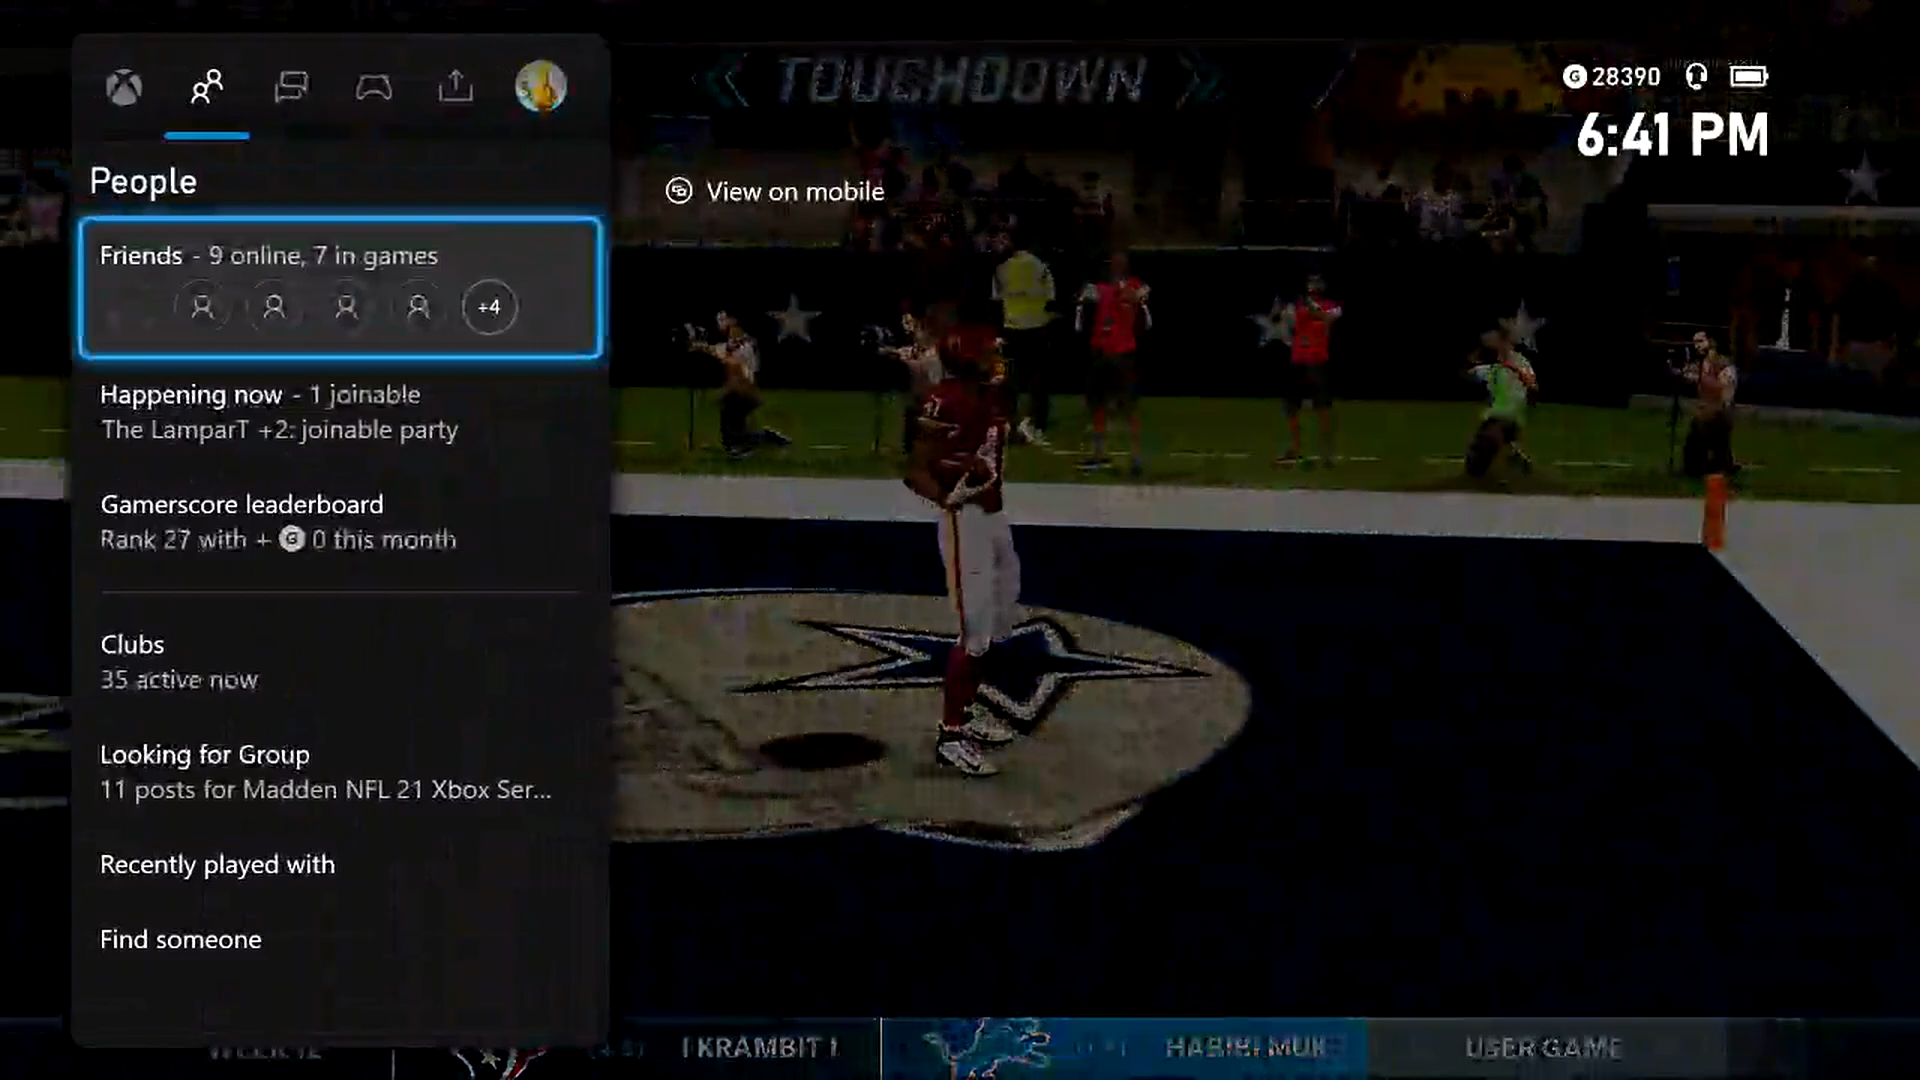 TOUCHDOWN
28390
6:41 PM
People
View on mobile
Friends - 9 online, 7 in games
+4
Happening now - 1 joinable
The LamparT +2: joinable party
Gamerscore leaderboard
Rank 27 with + G 0 this month
Clubs
35 active now
Looking for Group
11 posts for Madden NFL 21 Xbox Ser...
Recently played with
Find someone
I KRAMBIT I
USER GAME